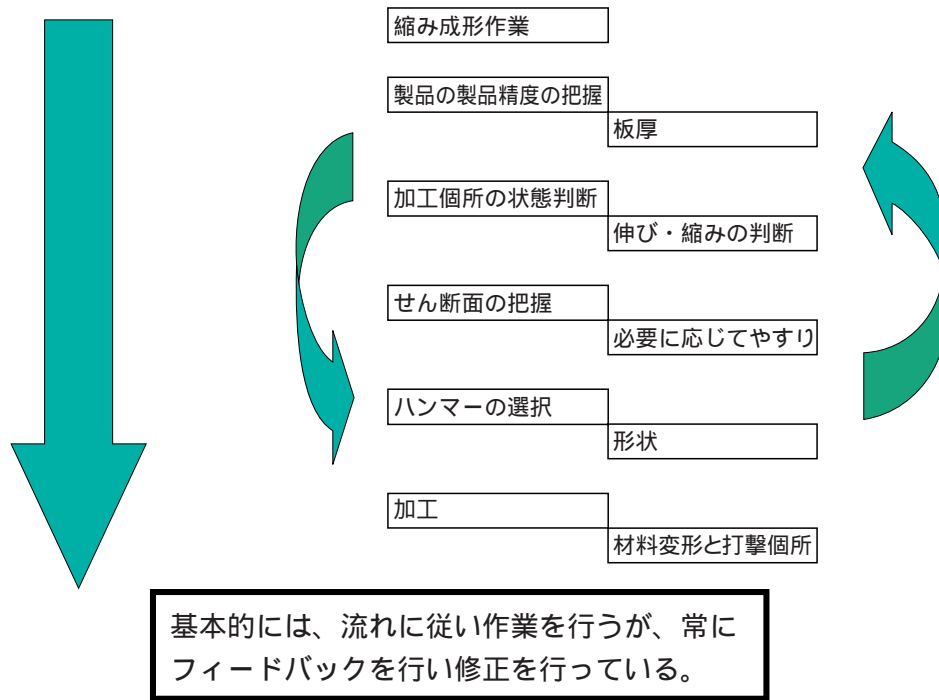 縮み成形作業
製品の製品精度の把握
板厚
加工個所の状態判断
伸び・縮みの判断
せん断面の把握
必要に応じてやすり
ハンマーの選択
形状
加工
材料変形と打撃個所
基本的には、流れに従い作業を行うが、常に
フィードバックを行い修正を行っている。